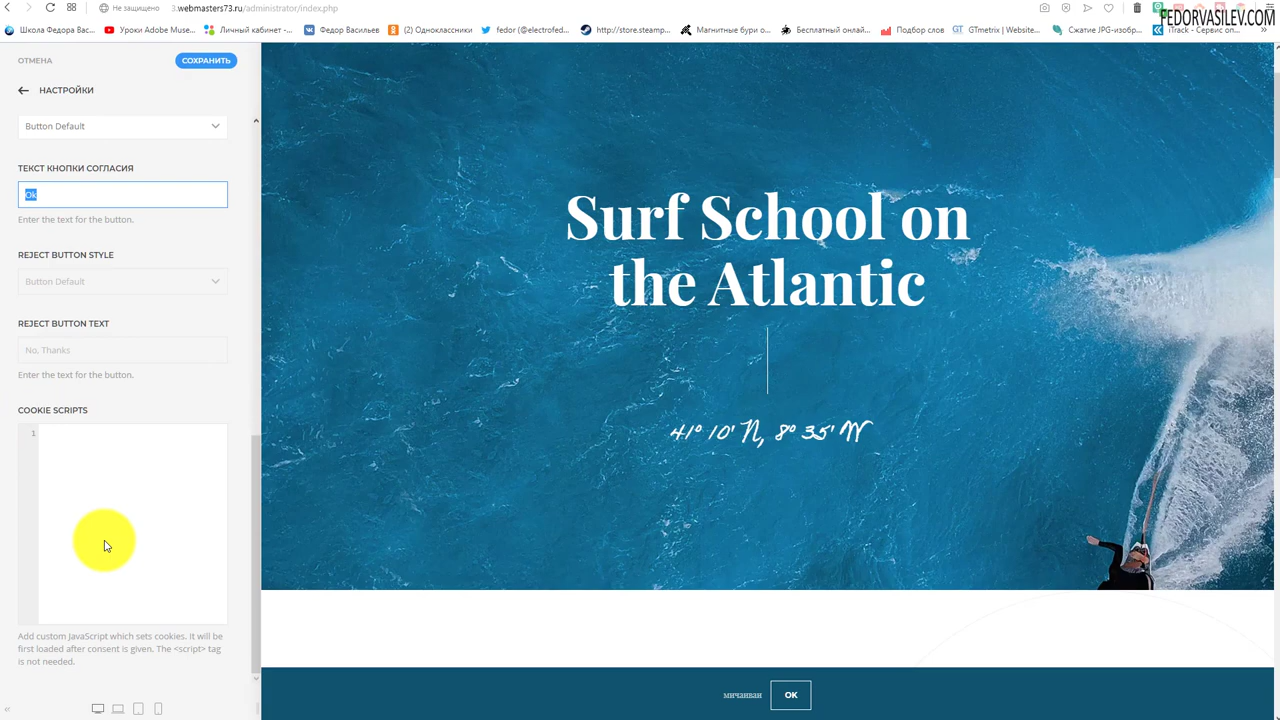 Не защищено
3.webmasters73.ru/administrator/index.php
FEDORVASILEV.COM
Школа Федора Вас...
Уроки Adobe Muse...
Личный кабинет -...
Федор Васильев
(2) Одноклассники
fedor (@electrofed...
http://store.steamp...
Магнитные бури о...
Бесплатный онлай...
Подбор слов
GT GTmetrix | Website...
Сжатие JPG-изобр...
iTrack - Сервис оп...
ОТМЕНА
СОХРАНИТЬ
НАСТРОЙКИ
Button Default
ТЕКСТ КНОПКИ СОГЛАСИЯ
Ok
Enter the text for the button.
REJECT BUTTON STYLE
Button Default
REJECT BUTTON TEXT
No, Thanks
Enter the text for the button.
COOKIE SCRIPTS
1
Add custom JavaScript which sets cookies. It will be
first loaded after consent is given. The <script> tag
is not needed.
Surf School on
the Atlantic
41° 10' N, 8° 35' W
мичаиваи
OK